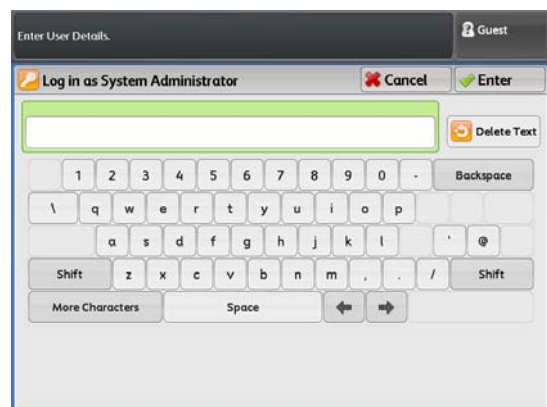 Enter User Details.
Guest
Log in as System Administrator
Cancel
Enter
Delete Text
1 2 3 4 5 6 7 8 9 0 - Backspace
\ q w e r t y u i o p
a s d f g h j k l ' @
Shift z x c v b n m , . / Shift
More Characters Space